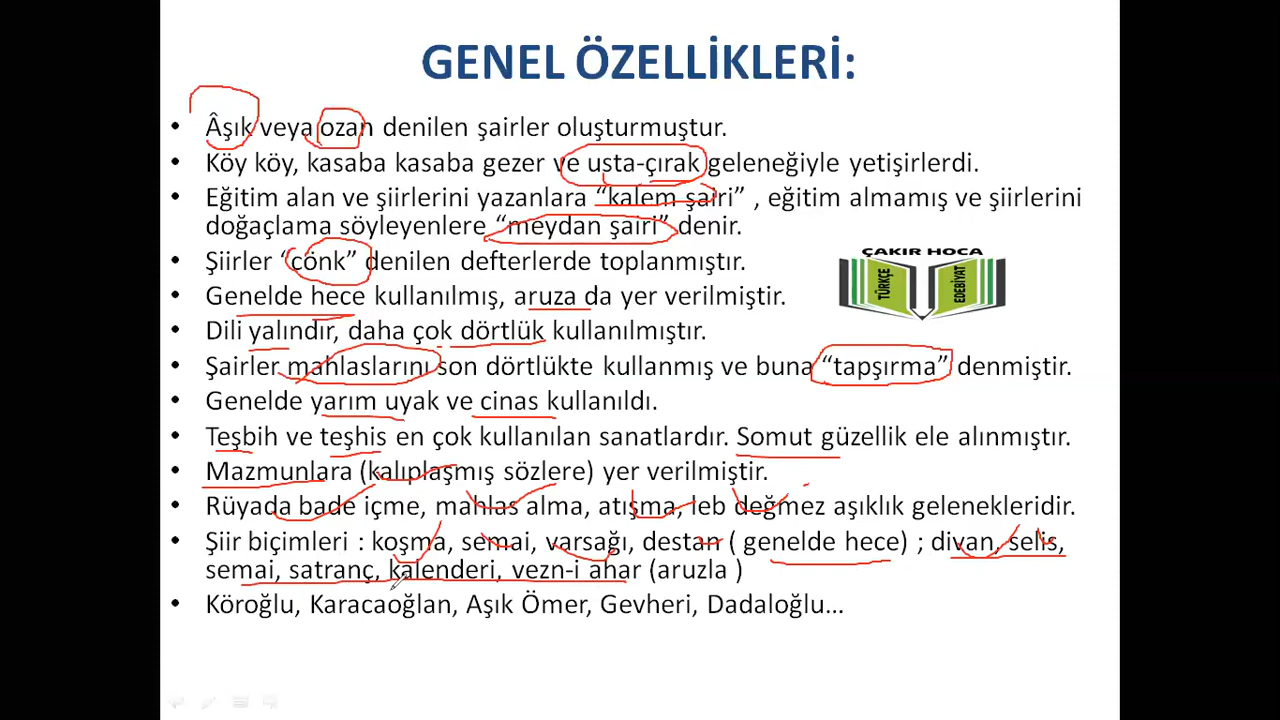 GENEL ÖZELLİKLERİ:
• Âşık veya ozan denilen şairler oluşturmuştur.
• Köy köy, kasaba kasaba gezer ve usta-çırak geleneğiyle yetişirlerdi.
• Eğitim alan ve şiirlerini yazanlara “kalem şairi” , eğitim almamış ve şiirlerini
doğaçlama söyleyenlere “meydan şairi” denir.
• Şiirler “cönk” denilen defterlerde toplanmıştır.
ÇAKIR HOCA
TÜRKÇE
EDEBİYAT
• Genelde hece kullanılmış, aruza da yer verilmiştir.
• Dili yalındır, daha çok dörtlük kullanılmıştır.
• Şairler mahlaslarını son dörtlükte kullanmış ve buna “tapşırma” denmiştir.
• Genelde yarım uyak ve cinas kullanıldı.
• Teşbih ve teşhis en çok kullanılan sanatlardır. Somut güzellik ele alınmıştır.
• Mazmunlara (kalıplaşmış sözlere) yer verilmiştir.
• Rüyada bade içme, mahlas alma, atışma, leb değmez aşıklık gelenekleridir.
• Şiir biçimleri : koşma, semai, varsağı, destan ( genelde hece) ; divan, selis,
semai, satranç, kalenderi, vezn-i ahar (aruzla )
• Köroğlu, Karacaoğlan, Aşık Ömer, Gevheri, Dadaloğlu...